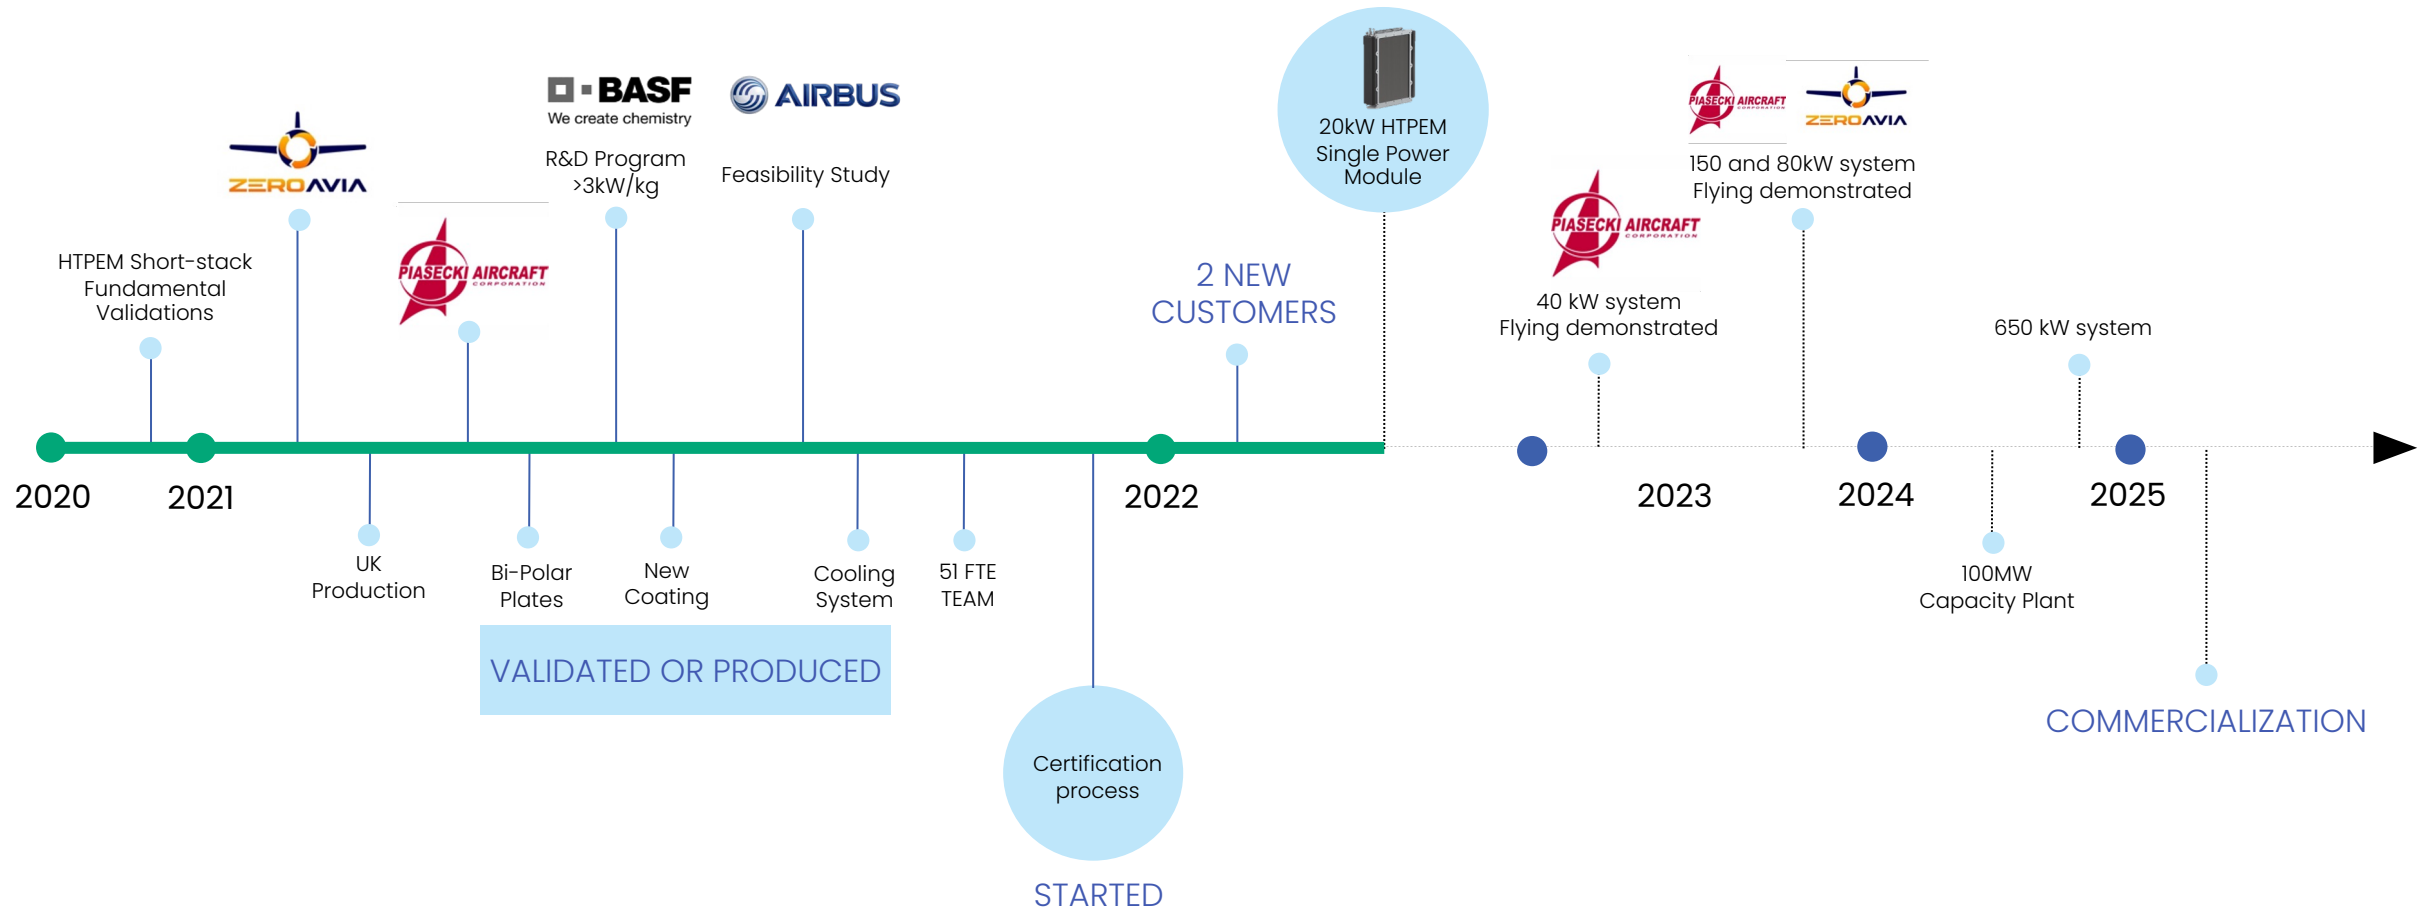 ZEROAVIA
BASF
We create chemistry
R&D Program
>3kW/kg
AIRBUS
Feasibility Study
HTPEM Short-stack
Fundamental
Validations
PIASECKI AIRCRAFT
CORPORATION
2 NEW
CUSTOMERS
20kW HTPEM
Single Power
Module
PIASECKI AIRCRAFT
CORPORATION
40 kW system
Flying demonstrated
PIASECKI AIRCRAFT
CORPORATION
ZEROAVIA
150 and 80kW system
Flying demonstrated
650 kW system
2020
2021
2022
2023
2024
2025
UK
Production
Bi-Polar
Plates
New
Coating
Cooling
System
51 FTE
TEAM
VALIDATED OR PRODUCED
Certification
process
STARTED
100MW
Capacity Plant
COMMERCIALIZATION